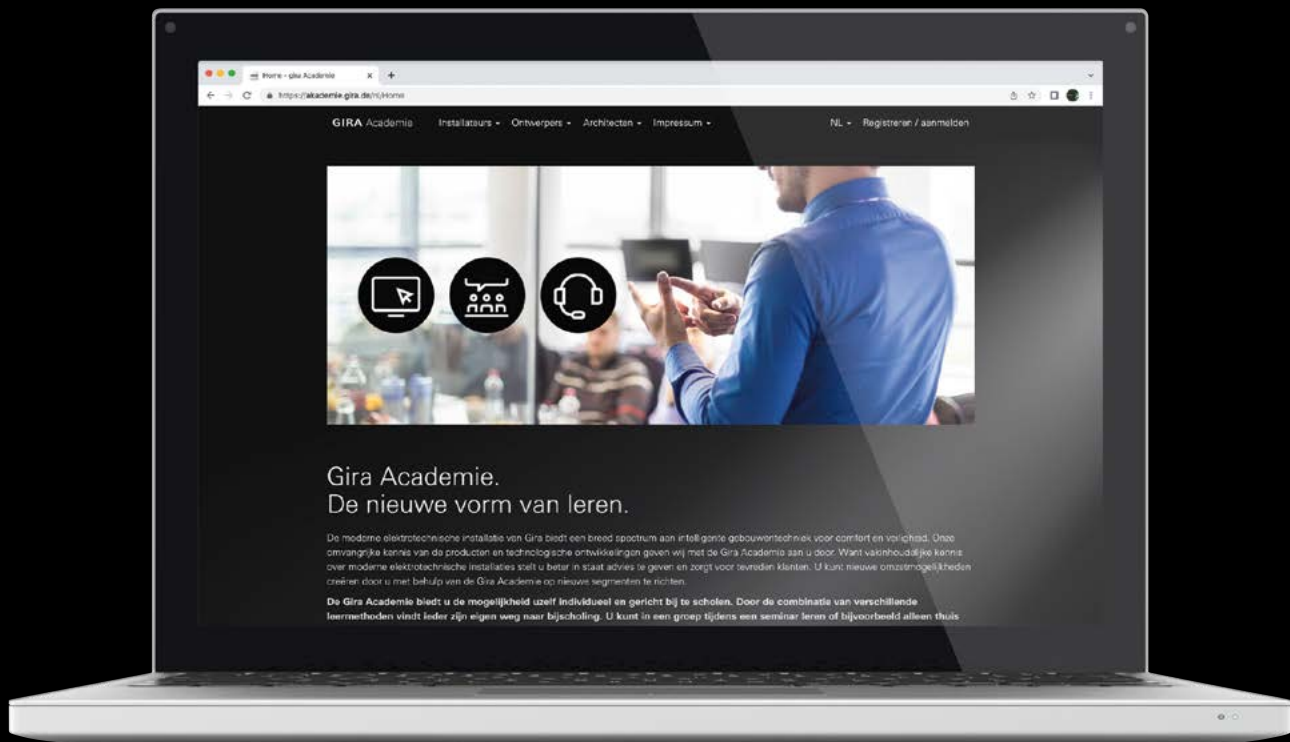 Home - gira Academie
https://akademie.gira.de/nl/Home
GIRA Academie Installateurs Ontwerpers Architecten Impressum NL Registreren / aanmelden
Gira Academie.
De nieuwe vorm van leren.
De moderne elektrotechnische installatie van Gira biedt een breed spectrum aan intelligente gebouwentechniek voor comfort en veiligheid. Onze
omvangrijke kennis van de producten en technologische ontwikkelingen geven wij met de Gira Academie aan u door. Want vakinhoudelijke kennis
over moderne elektrotechnische installaties stelt u beter in staat advies te geven en zorgt voor tevreden klanten. U kunt nieuwe omzetmogelijkheden
creëren door u met behulp van de Gira Academie op nieuwe segmenten te richten.
De Gira Academie biedt u de mogelijkheid uzelf individueel en gericht bij te scholen. Door de combinatie van verschillende
leermethoden vindt ieder zijn eigen weg naar bijscholing. U kunt in een groep tijdens een seminar leren of bijvoorbeeld alleen thuis